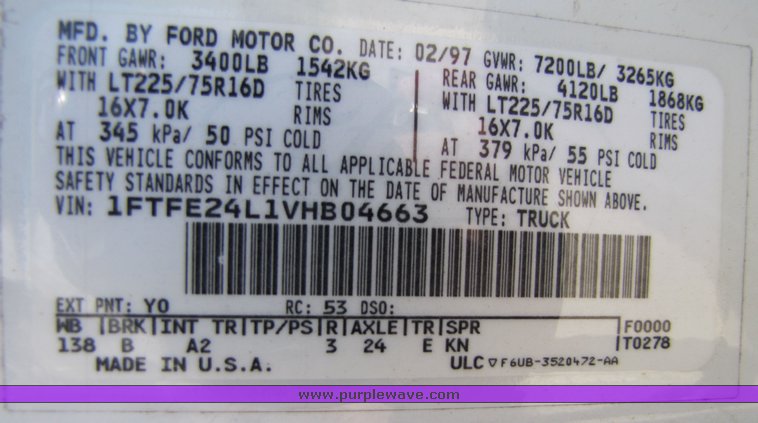 MFD. BY FORD MOTOR CO. DATE: 02/97 GVWR: 7200LB/ 3265KG
FRONT GAWR: 3400LB 1542KG REAR GAWR: 4120LB 1868KG
WITH LT225/75R16D TIRES WITH LT225/75R16D TIRES
16X7.0K RIMS 16X7.0K RIMS
AT 345 kPa/ 50 PSI COLD AT 379 kPa/ 55 PSI COLD
THIS VEHICLE CONFORMS TO ALL APPLICABLE FEDERAL MOTOR VEHICLE
SAFETY STANDARDS IN EFFECT ON THE DATE OF MANUFACTURE SHOWN ABOVE.
VIN: 1FTFE24L1VHB04663 TYPE: TRUCK
EXT PNT: YO RC: 53 DSO:
WB |BRK|INT TR|TP/PS|R|AXLE|TR|SPR |F0000
138 B A2 3 24 E KN |T0278
MADE IN U.S.A. ULC ▽F6UB-3520472-AA
www.purplewave.com